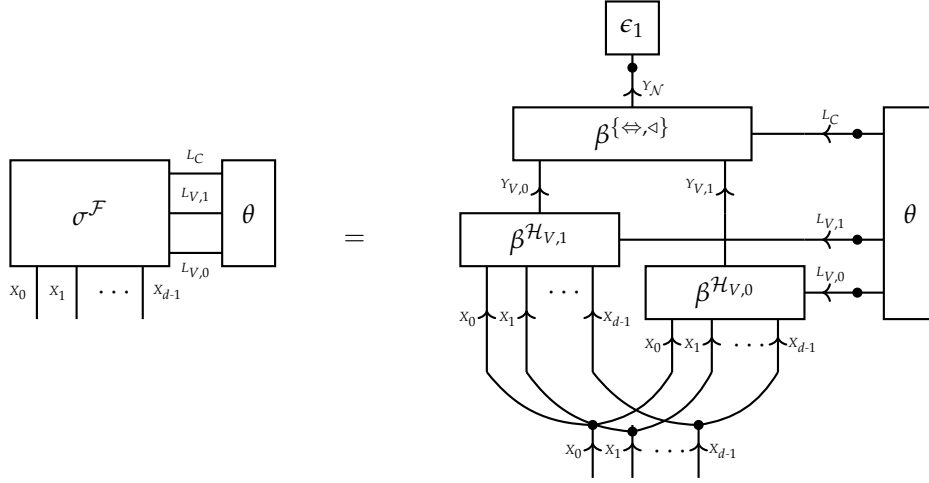 ϵ₁
Y_𝒩
β^{⇔,◁}
L_C
L_C
Y_{V,0} Y_{V,1}
L_{V,1}
σ^ℱ θ
β^{ℋ_{V,1}} L_{V,1} θ
=
L_{V,0}
X_0 X_1 ... X_{d-1}
... β^{ℋ_{V,0}} L_{V,0}
X_0 X_1 X_{d-1}
X_0 X_1 ... X_{d-1}
X_0 X_1 ... X_{d-1}